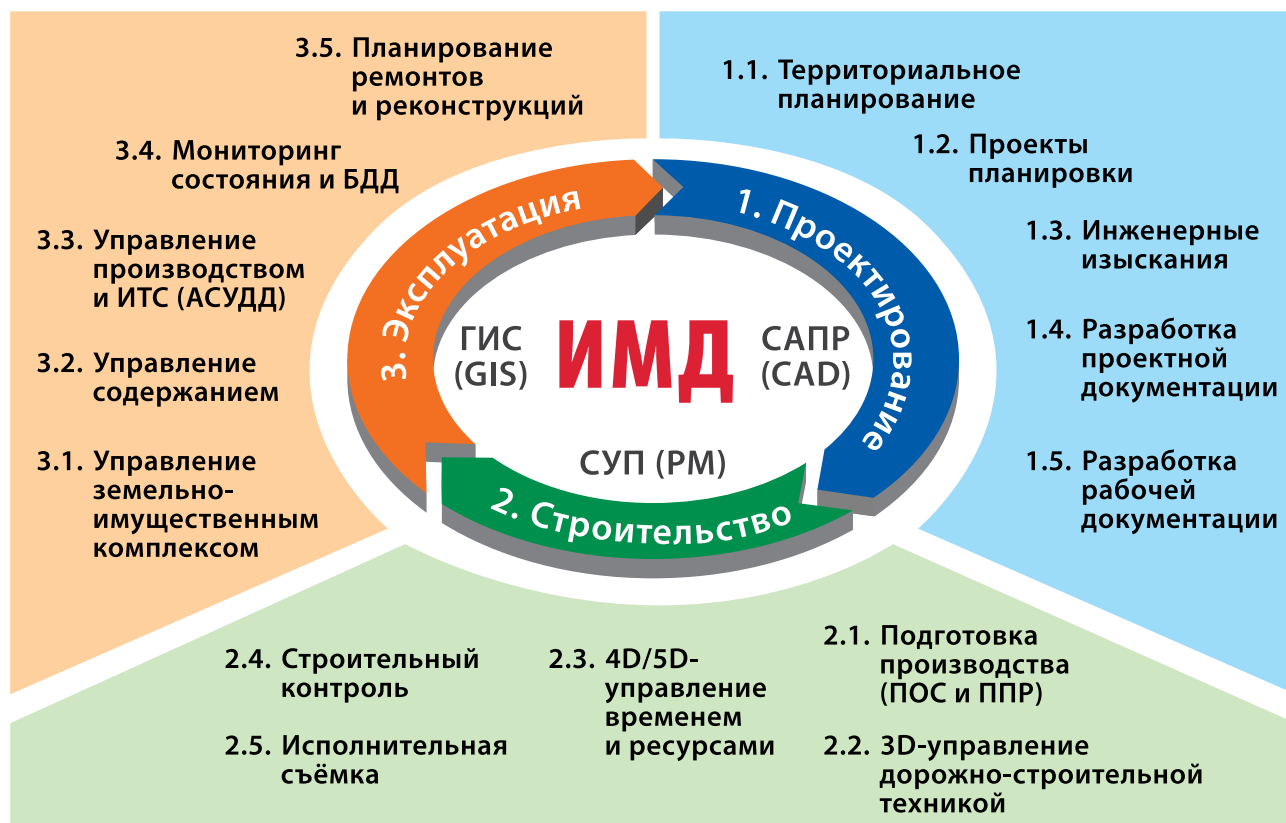 3.5. Планирование
ремонтов
и реконструкций
3.4. Мониторинг
состояния и БДД
3.3. Управление
производством
и ИТС (АСУДД)
3.2. Управление
содержанием
3.1. Управление
земельно-
имущественным
комплексом
1.1. Территориальное
планирование
1.2. Проекты
планировки
1.3. Инженерные
изыскания
1.4. Разработка
проектной
документации
1.5. Разработка
рабочей
документации
3. Эксплуатация
1. Проектирование
2. Строительство
ГИС
(GIS)
ИМД
САПР
(CAD)
СУП (PM)
2.4. Строительный
контроль
2.5. Исполнительная
съёмка
2.3. 4D/5D-
управление
временем
и ресурсами
2.1. Подготовка
производства
(ПОС и ППР)
2.2. 3D-управление
дорожно-строительной
техникой